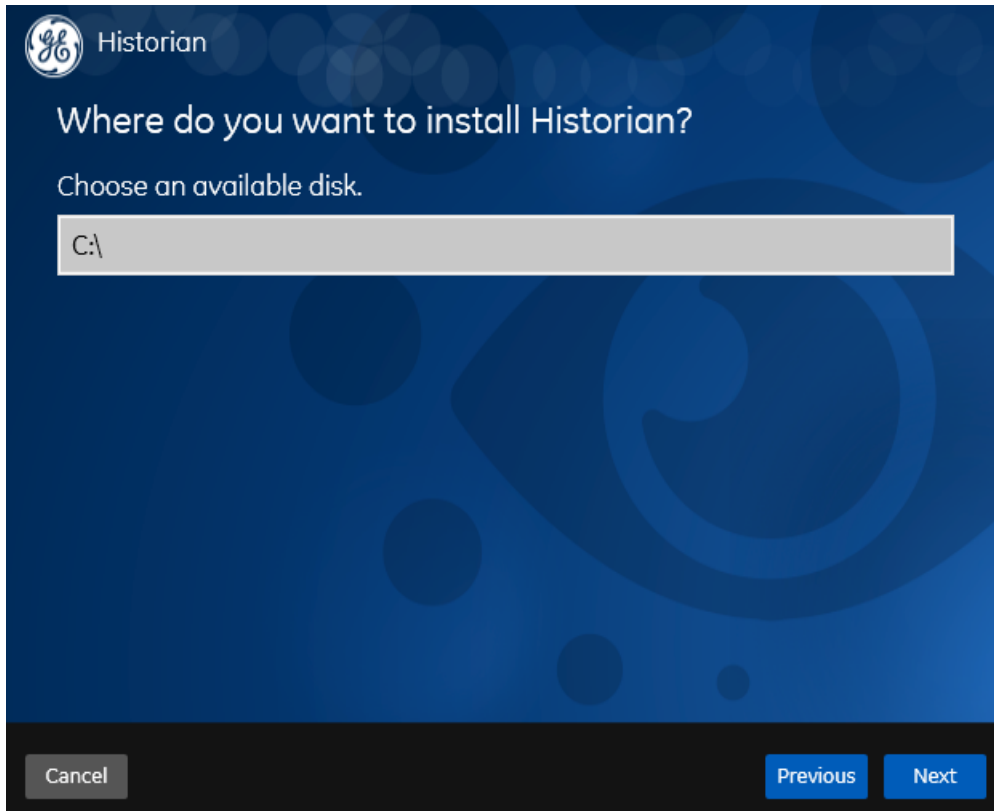 GE
Historian
Where do you want to install Historian?
Choose an available disk.
C:\
Cancel
Previous
Next